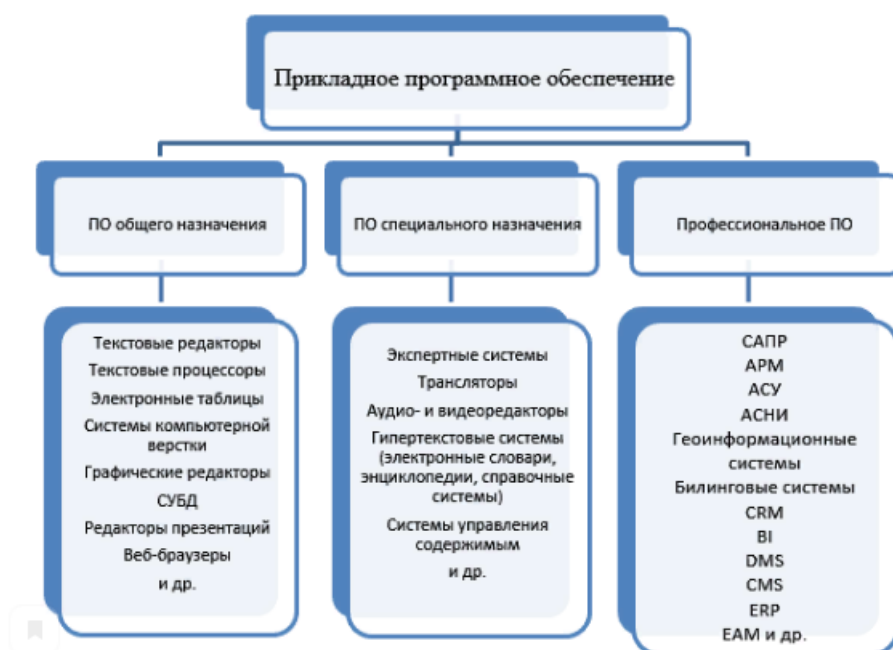 Прикладное программное обеспечение
ПО общего назначения
ПО специального назначения
Профессиональное ПО
Текстовые редакторы
Текстовые процессоры
Электронные таблицы
Системы компьютерной
верстки
Графические редакторы
СУБД
Редакторы презентаций
Веб-браузеры
и др.
Экспертные системы
Трансляторы
Аудио- и видеоредакторы
Гипертекстовые системы
(электронные словари,
энциклопедии, справочные
системы)
Системы управления
содержимым
и др.
САПР
АРМ
АСУ
АСНИ
Геоинформационные
системы
Билинговые системы
CRM
BI
DMS
CMS
ERP
EAM и др.